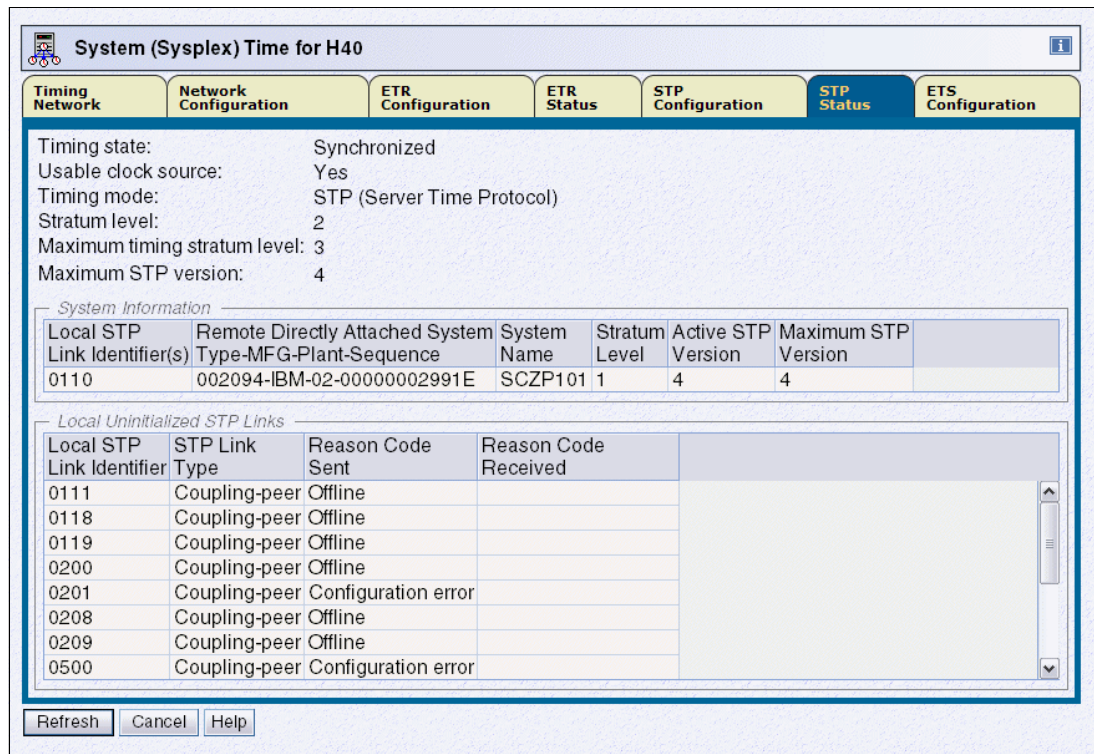 System (Sysplex) Time for H40
i
Timing Network
Network Configuration
ETR Configuration
ETR Status
STP Configuration
STP Status
ETS Configuration
Timing state: Synchronized
Usable clock source: Yes
Timing mode: STP (Server Time Protocol)
Stratum level: 2
Maximum timing stratum level: 3
Maximum STP version: 4
System Information
Local STP Link Identifier(s) Remote Directly Attached System Type-MFG-Plant-Sequence System Name Stratum Level Active STP Version Maximum STP Version
0110 002094-IBM-02-00000002991E SCZP101 1 4 4
Local Uninitialized STP Links
Local STP Link Identifier STP Link Type Reason Code Sent Reason Code Received
0111 Coupling-peer Offline
0118 Coupling-peer Offline
0119 Coupling-peer Offline
0200 Coupling-peer Offline
0201 Coupling-peer Configuration error
0208 Coupling-peer Offline
0209 Coupling-peer Offline
0500 Coupling-peer Configuration error
Refresh Cancel Help